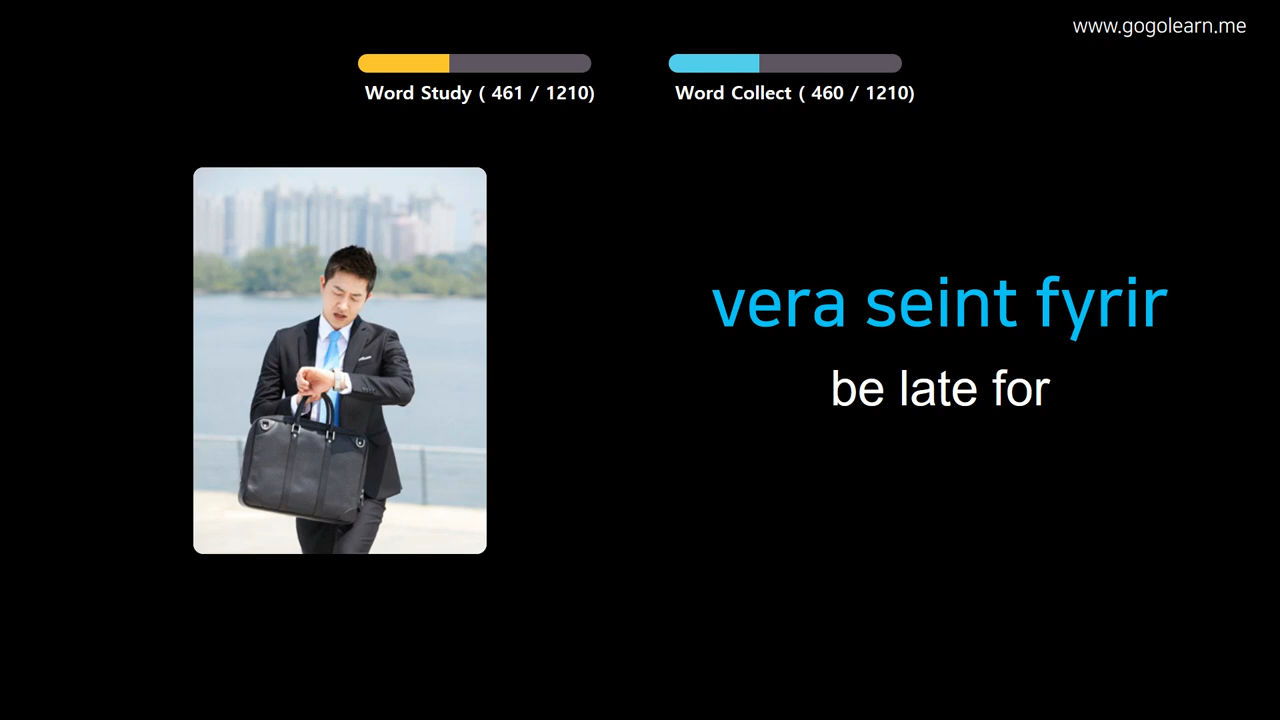 www.gogolearn.me
Word Study ( 461 / 1210)
Word Collect ( 460 / 1210)
vera seint fyrir
be late for